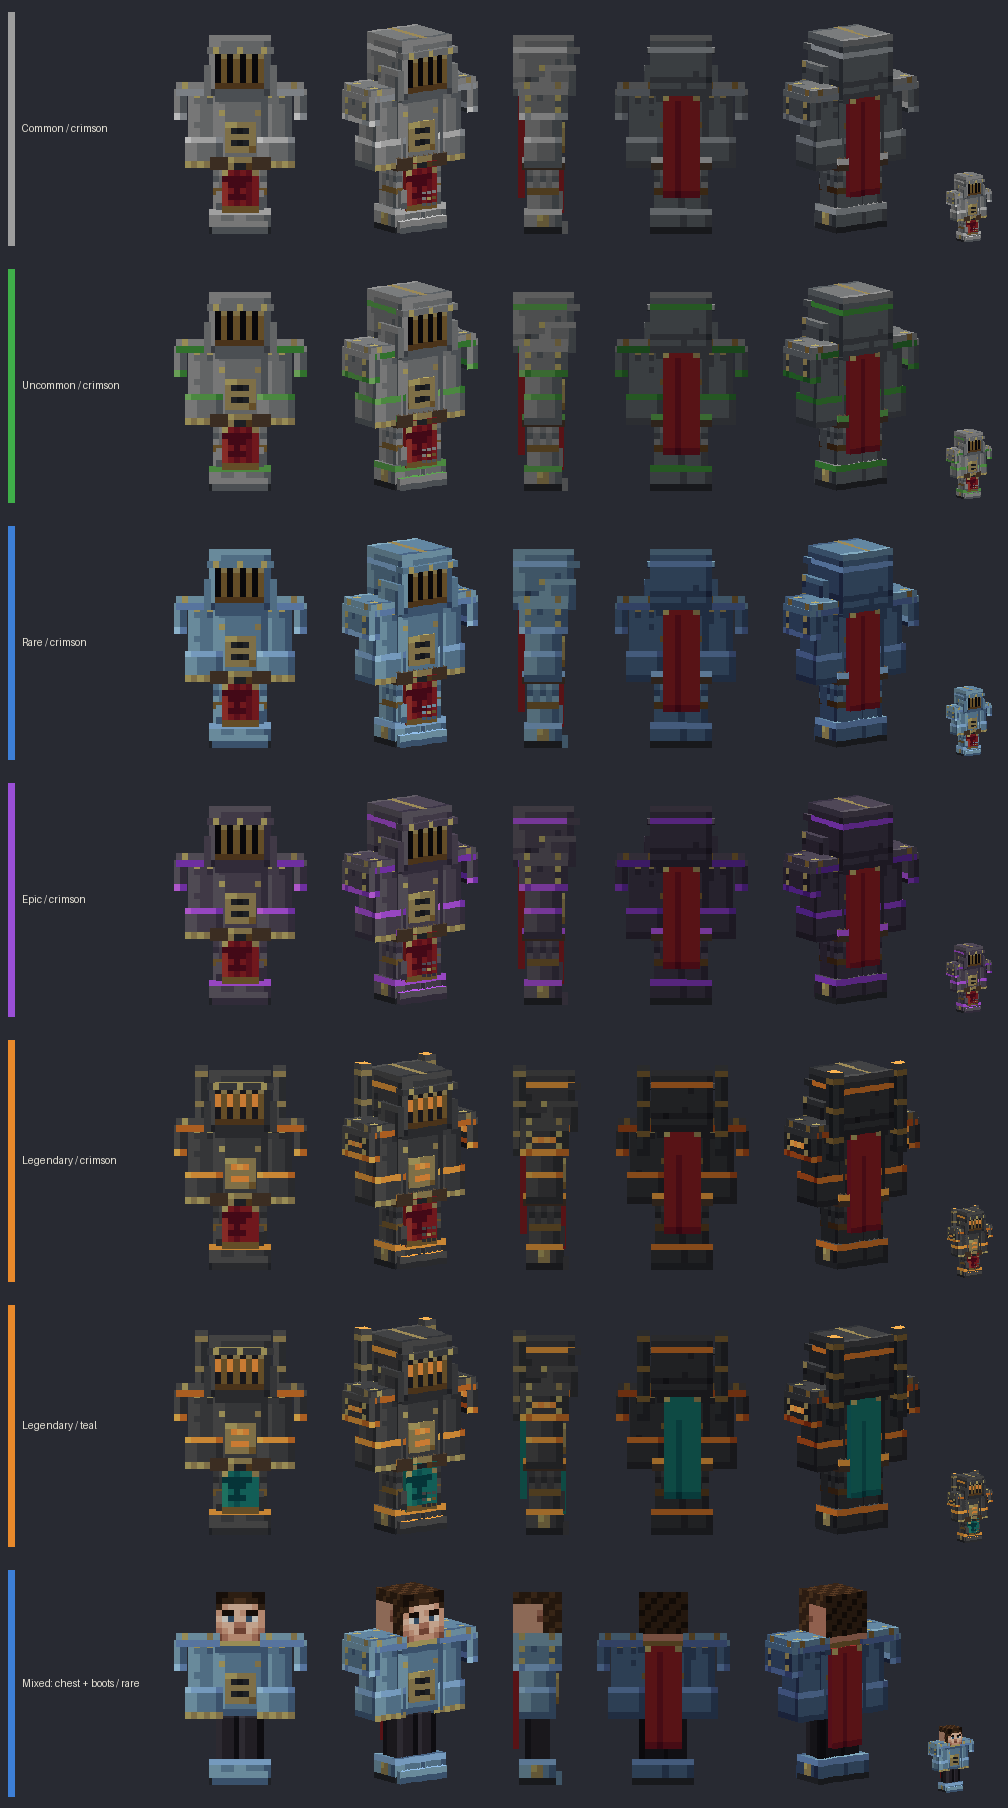 Common / crimson
Uncommon / crimson
Rare / crimson
Epic / crimson
Legendary / crimson
Legendary / teal
Mixed: chest + boots / rare